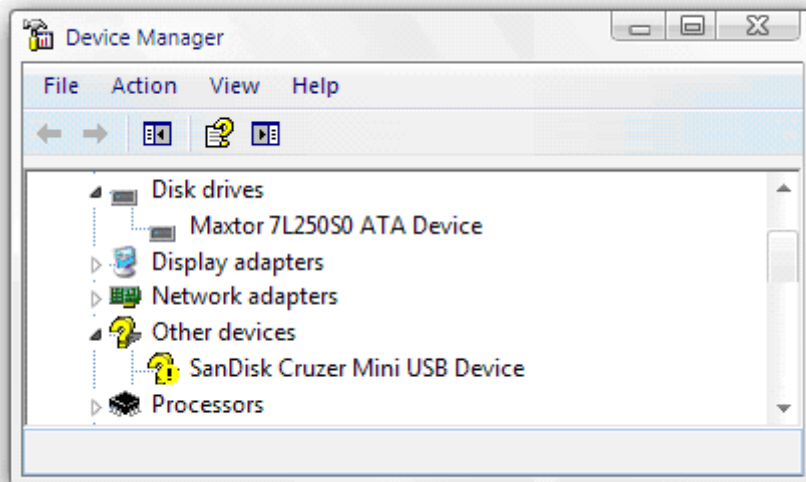 Device Manager
File Action View Help
Disk drives
Maxtor 7L250S0 ATA Device
Display adapters
Network adapters
Other devices
SanDisk Cruzer Mini USB Device
Processors